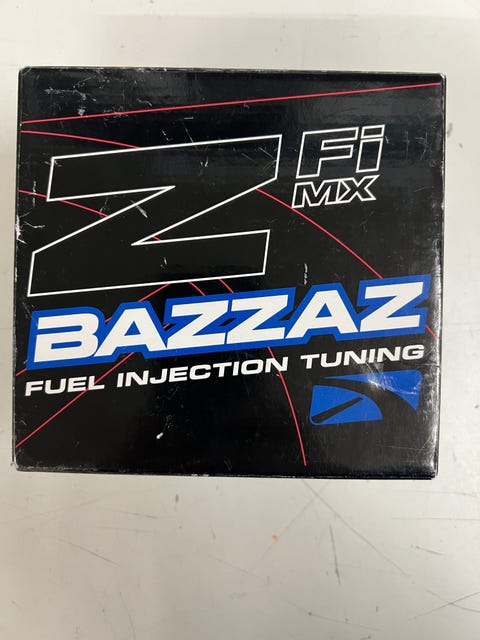 Z Fi
MX
BAZZAZ
FUEL INJECTION TUNING